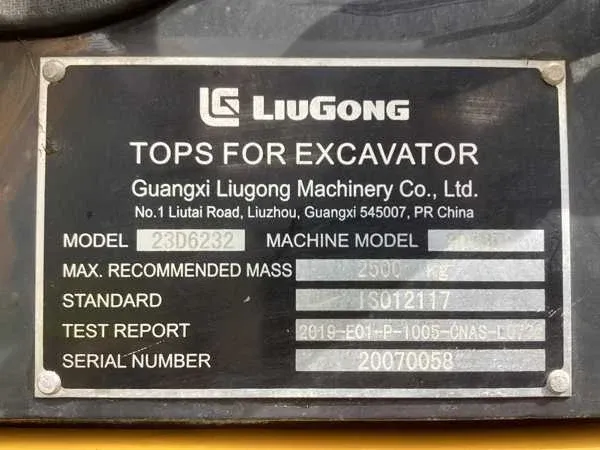 LIUGONG
TOPS FOR EXCAVATOR
Guangxi Liugong Machinery Co., Ltd.
No.1 Liutai Road, Liuzhou, Guangxi 545007, PR China
MODEL 23D6232 MACHINE MODEL
MAX. RECOMMENDED MASS 2500 kg
STANDARD ISO12117
TEST REPORT
SERIAL NUMBER 20070058